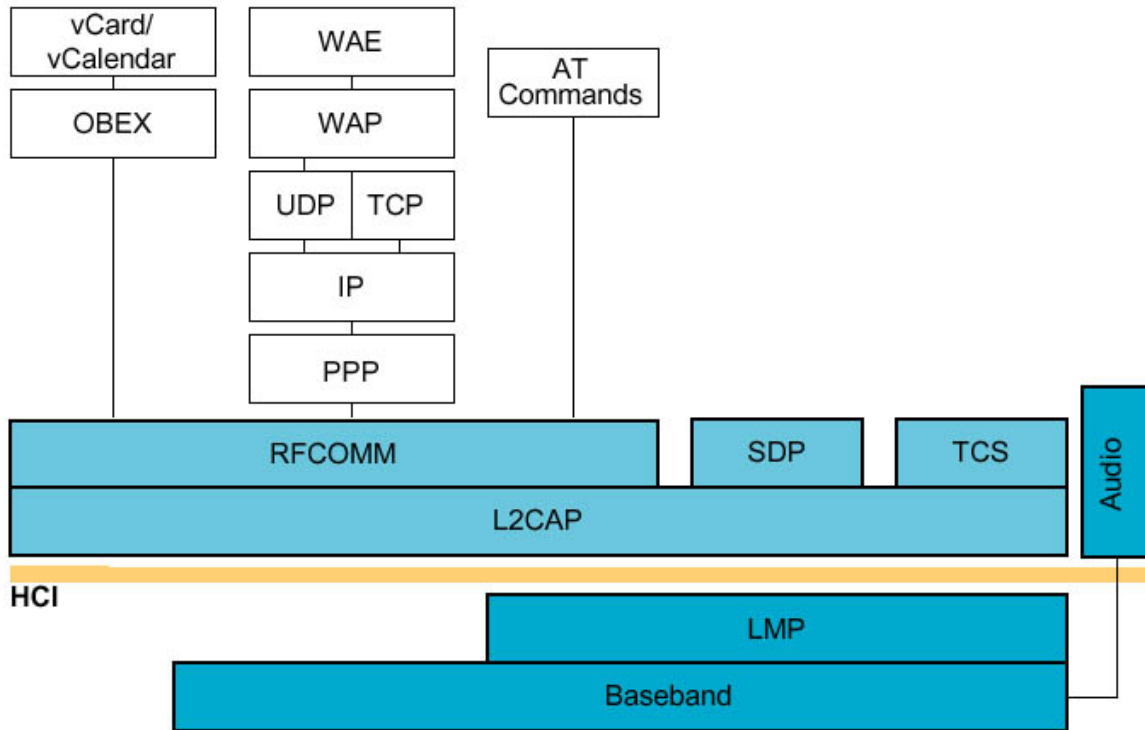 vCard/
vCalendar
WAE
AT
Commands
OBEX
WAP
UDP
TCP
IP
PPP
RFCOMM
SDP
TCS
Audio
L2CAP
HCI
LMP
Baseband